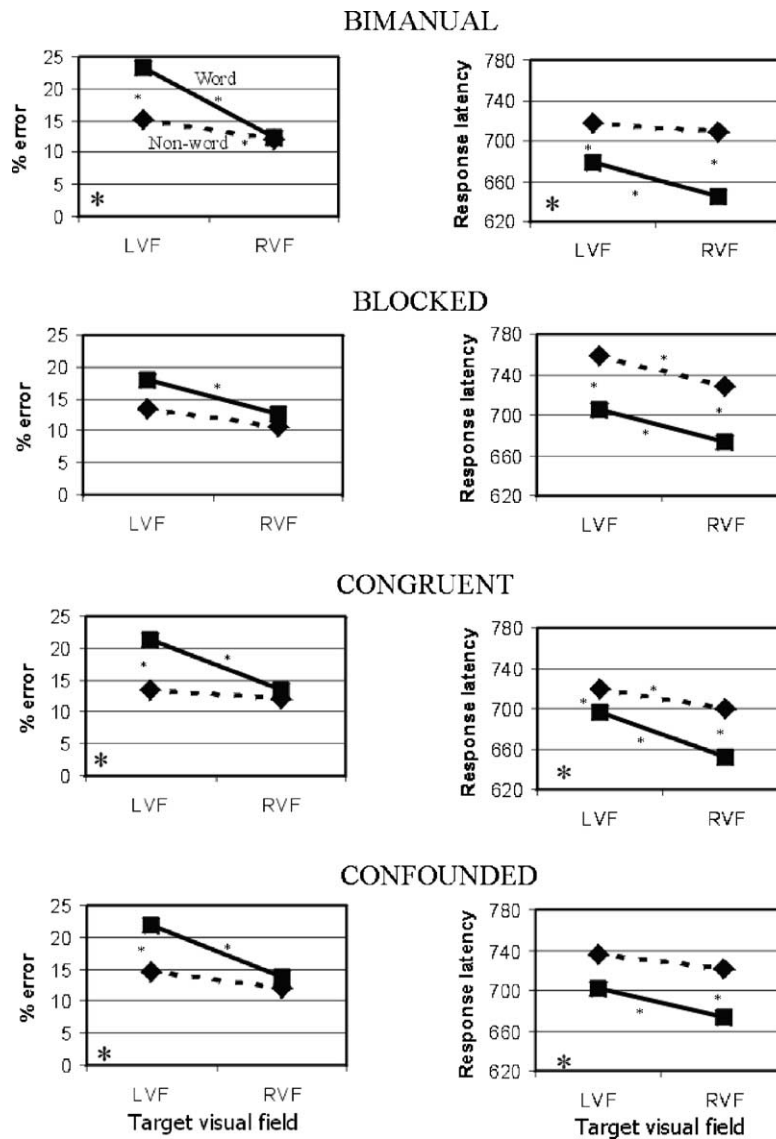 BIMANUAL
% error
25
20
15
10
5
0
Word
Non-word
*
*
*
*
LVF
RVF
Response latency
780
740
700
660
620
*
*
*
*
LVF
RVF
BLOCKED
% error
25
20
15
10
5
0
*
LVF
RVF
Response latency
780
740
700
660
620
*
*
*
*
LVF
RVF
CONGRUENT
% error
25
20
15
10
5
0
*
*
*
LVF
RVF
Response latency
780
740
700
660
620
*
*
*
*
*
LVF
RVF
CONFOUNDED
% error
25
20
15
10
5
0
*
*
*
LVF
RVF
Target visual field
Response latency
780
740
700
660
620
*
*
*
LVF
RVF
Target visual field